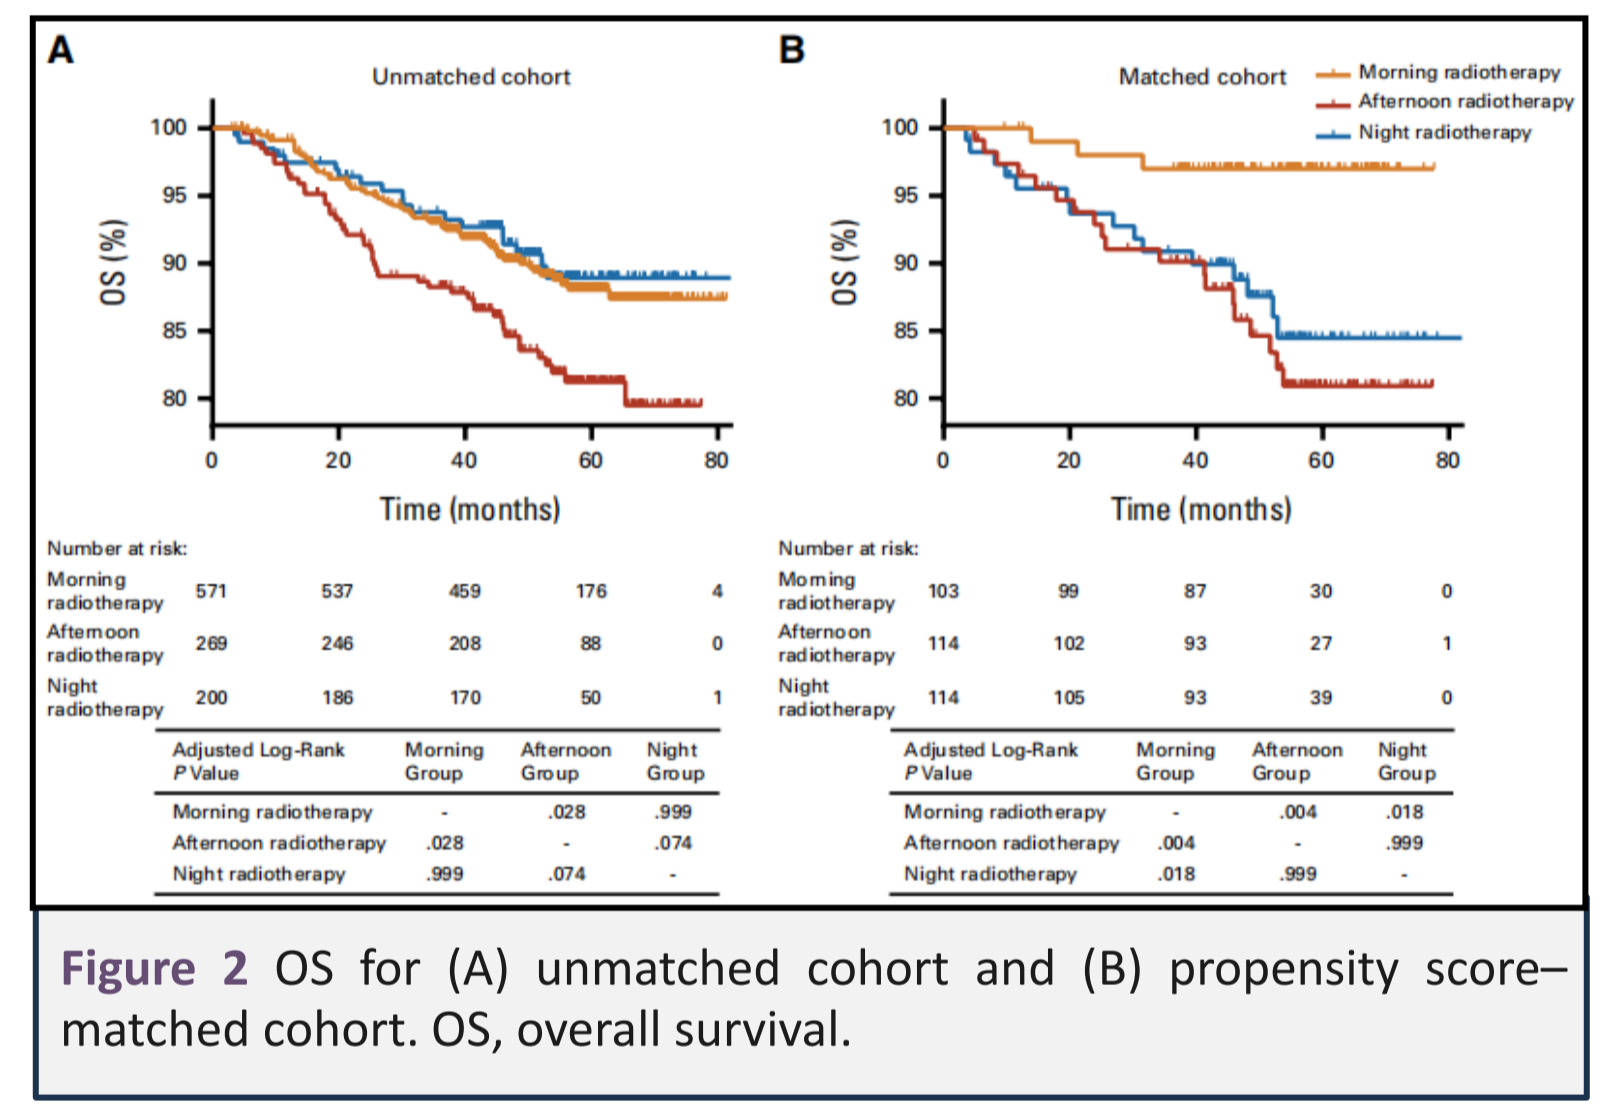 A
Unmatched cohort
100
95
90
85
80
OS (%)
0 20 40 60 80
Time (months)
Number at risk:
Morning
radiotherapy 571 537 459 176 4
Afternoon
radiotherapy 269 246 208 88 0
Night
radiotherapy 200 186 170 50 1
Adjusted Log-Rank Morning Afternoon Night
P Value Group Group Group
Morning radiotherapy - .028 .999
Afternoon radiotherapy .028 - .074
Night radiotherapy .999 .074 -
B
Matched cohort
Morning radiotherapy
Afternoon radiotherapy
Night radiotherapy
100
95
90
85
80
OS (%)
0 20 40 60 80
Time (months)
Number at risk:
Morning
radiotherapy 103 99 87 30 0
Afternoon
radiotherapy 114 102 93 27 1
Night
radiotherapy 114 105 93 39 0
Adjusted Log-Rank Morning Afternoon Night
P Value Group Group Group
Morning radiotherapy - .004 .018
Afternoon radiotherapy .004 - .999
Night radiotherapy .018 .999 -
Figure 2 OS for (A) unmatched cohort and (B) propensity score–
matched cohort. OS, overall survival.